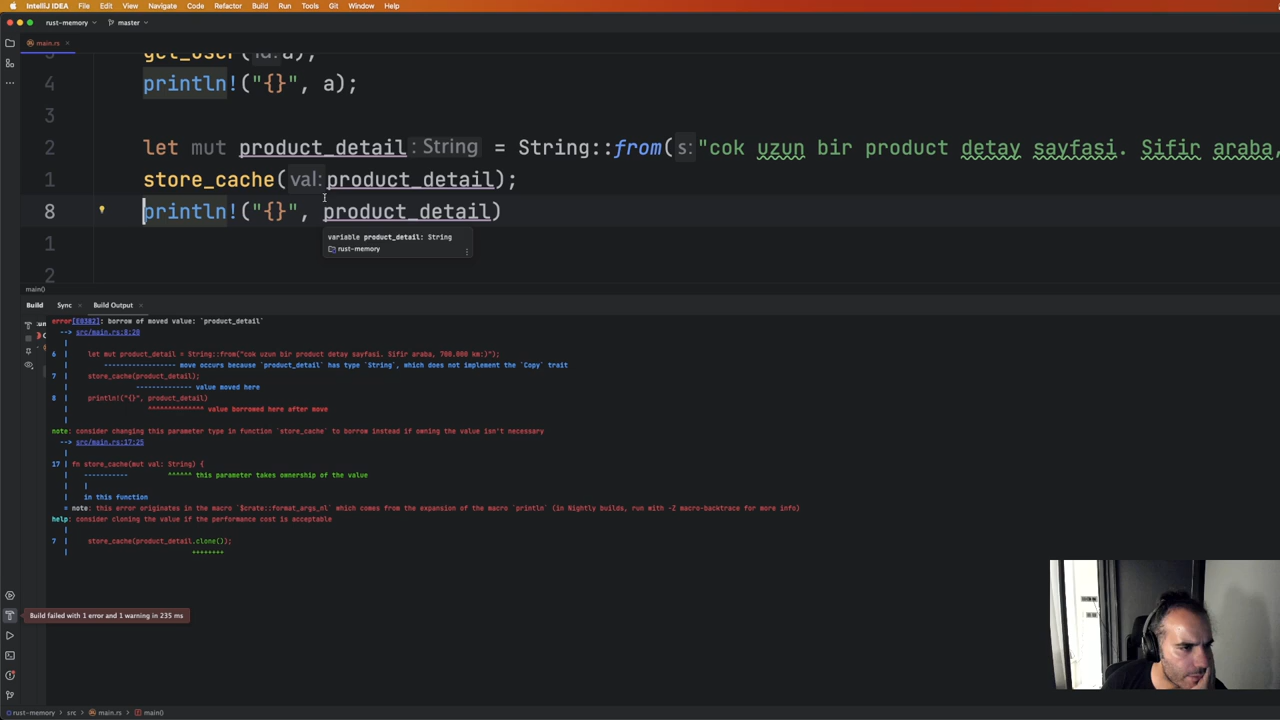 IntelliJ IDEA File Edit View Navigate Code Refactor Build Run Tools Git Window Help
rust-memory master
main.rs
3 get_user(id:a);
4 println!("{}", a);
3
2 let mut product_detail: String = String::from(s:"cok uzun bir product detay sayfasi. Sifir araba,
1 store_cache(val:product_detail);
8 println!("{}", product_detail)
variable product_detail: String
1
rust-memory
2
main()
Build Sync Build Output
error[E0382]: borrow of moved value: `product_detail`
--> src/main.rs:8:20
|
6 let mut product_detail = String::from("cok uzun bir product detay sayfasi. Sifir araba, 700.000 km:)");
| ----------------- move occurs because `product_detail` has type `String`, which does not implement the `Copy` trait
7 store_cache(product_detail);
| -------------- value moved here
8 println!("{}", product_detail)
| ^^^^^^^^^^^^^^ value borrowed here after move
|
note: consider changing this parameter type in function `store_cache` to borrow instead if owning the value isn't necessary
--> src/main.rs:17:25
|
17 | fn store_cache(mut val: String) {
| ----------- ^^^^^^ this parameter takes ownership of the value
| |
| in this function
= note: this error originates in the macro `$crate::format_args_nl` which comes from the expansion of the macro `println` (in Nightly builds, run with -Z macro-backtrace for more info)
help: consider cloning the value if the performance cost is acceptable
|
7 store_cache(product_detail.clone());
| ++++++++
Build failed with 1 error and 1 warning in 235 ms
rust-memory > src > main.rs > main()